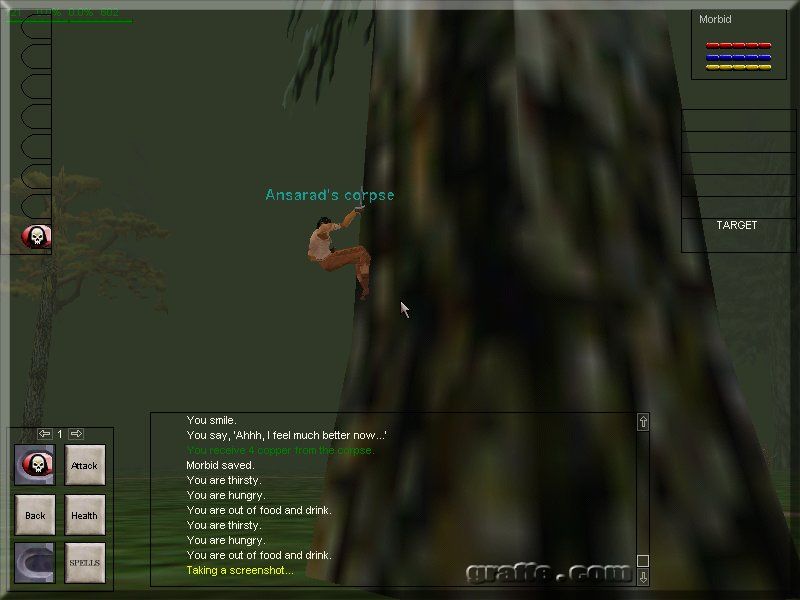 Morbid
Ansarad's corpse
TARGET
You smile.
You say, 'Ahhh, I feel much better now...'
You receive 4 copper from the corpse.
Morbid saved.
You are thirsty.
You are hungry.
You are out of food and drink.
You are thirsty.
You are hungry.
You are out of food and drink.
Taking a screenshot...
1
Attack
Back
Health
SPELLS
graffe.com